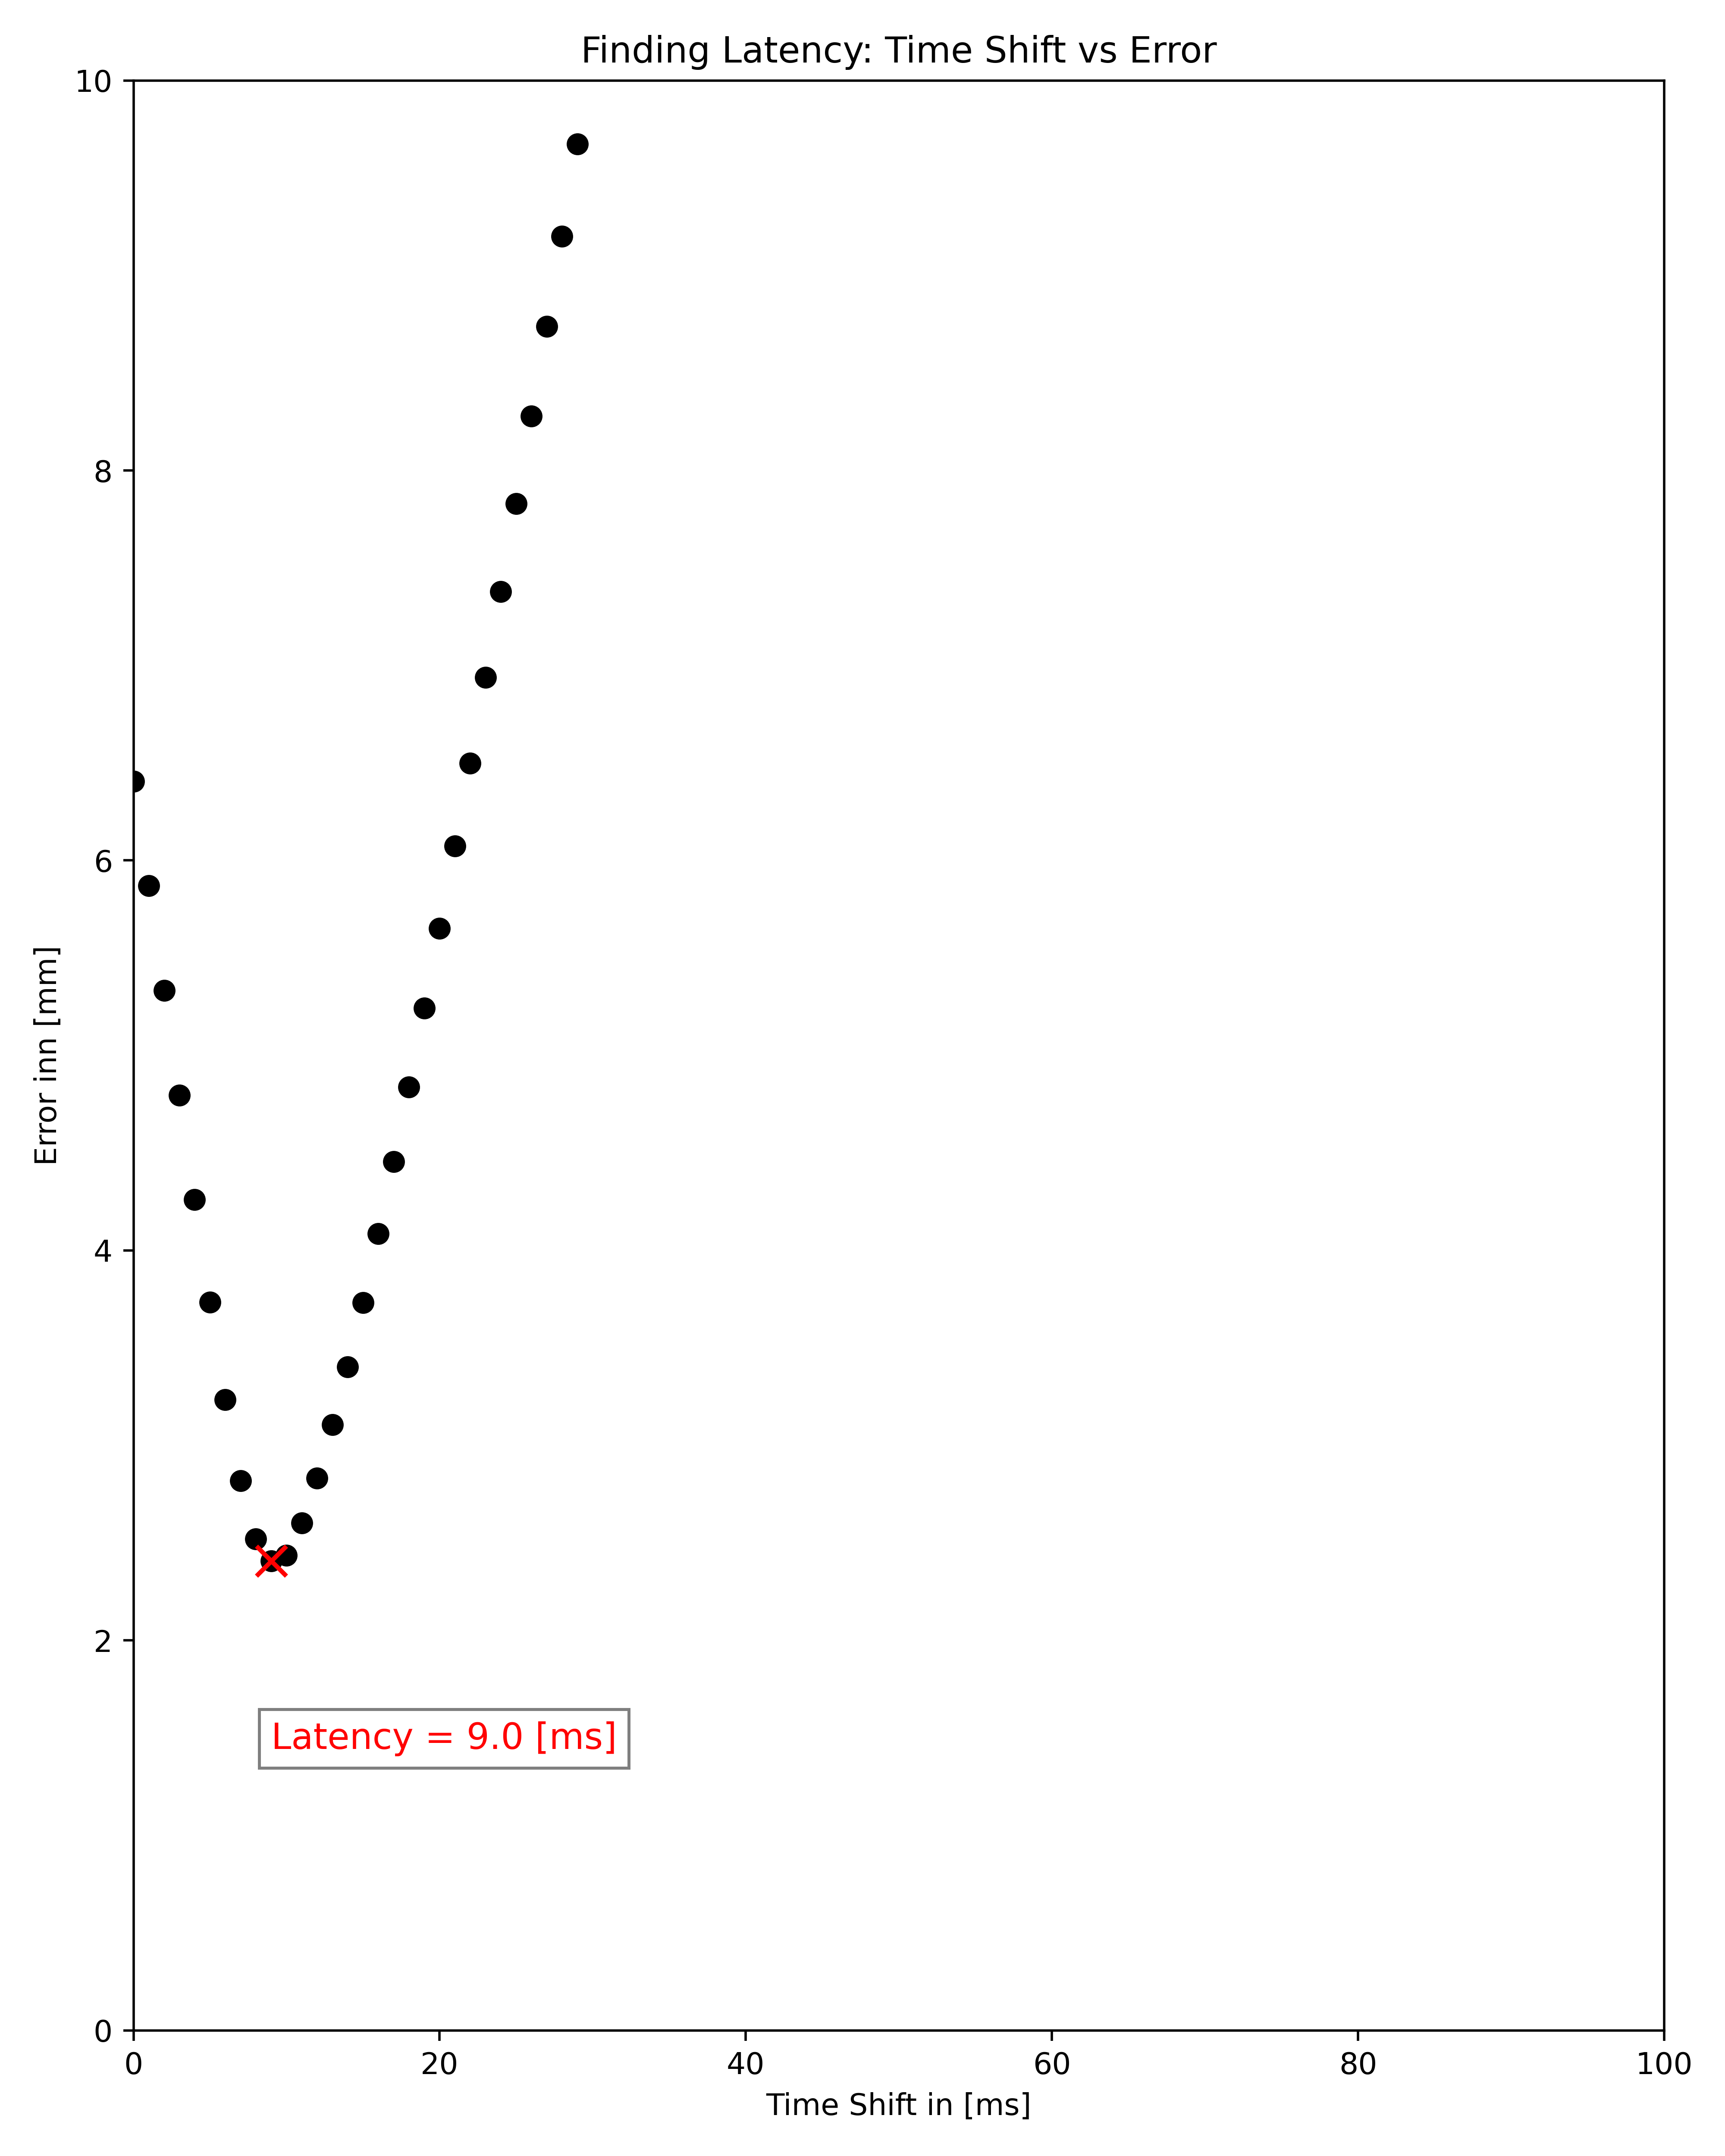 Finding Latency: Time Shift vs Error
10
8
6
4
2
0
Error inn [mm]
Latency = 9.0 [ms]
0 20 40 60 80 100
Time Shift in [ms]